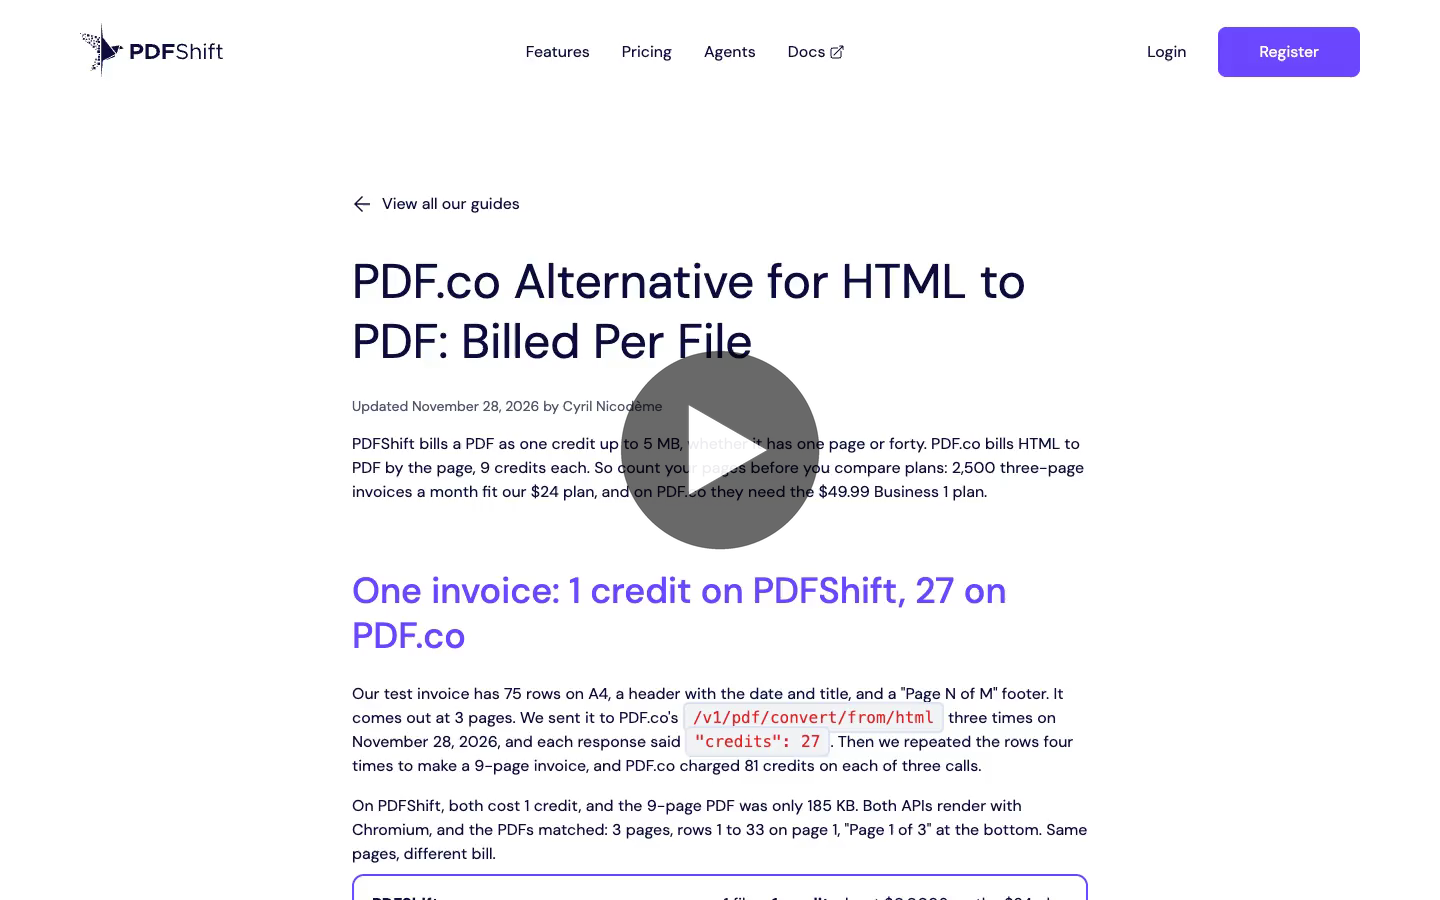 PDFShift
Features
Pricing
Agents
Docs
Login
Register
View all our guides
PDF.co Alternative for HTML to
PDF: Billed Per File
Updated November 28, 2026 by Cyril Nicodème
PDFShift bills a PDF as one credit up to 5 MB, whether it has one page or forty. PDF.co bills HTML to
PDF by the page, 9 credits each. So count your pages before you compare plans: 2,500 three-page
invoices a month fit our $24 plan, and on PDF.co they need the $49.99 Business 1 plan.
One invoice: 1 credit on PDFShift, 27 on
PDF.co
Our test invoice has 75 rows on A4, a header with the date and title, and a "Page N of M" footer. It
comes out at 3 pages. We sent it to PDF.co's /v1/pdf/convert/from/html three times on
November 28, 2026, and each response said "credits": 27 . Then we repeated the rows four
times to make a 9-page invoice, and PDF.co charged 81 credits on each of three calls.
On PDFShift, both cost 1 credit, and the 9-page PDF was only 185 KB. Both APIs render with
Chromium, and the PDFs matched: 3 pages, rows 1 to 33 on page 1, "Page 1 of 3" at the bottom. Same
pages, different bill.